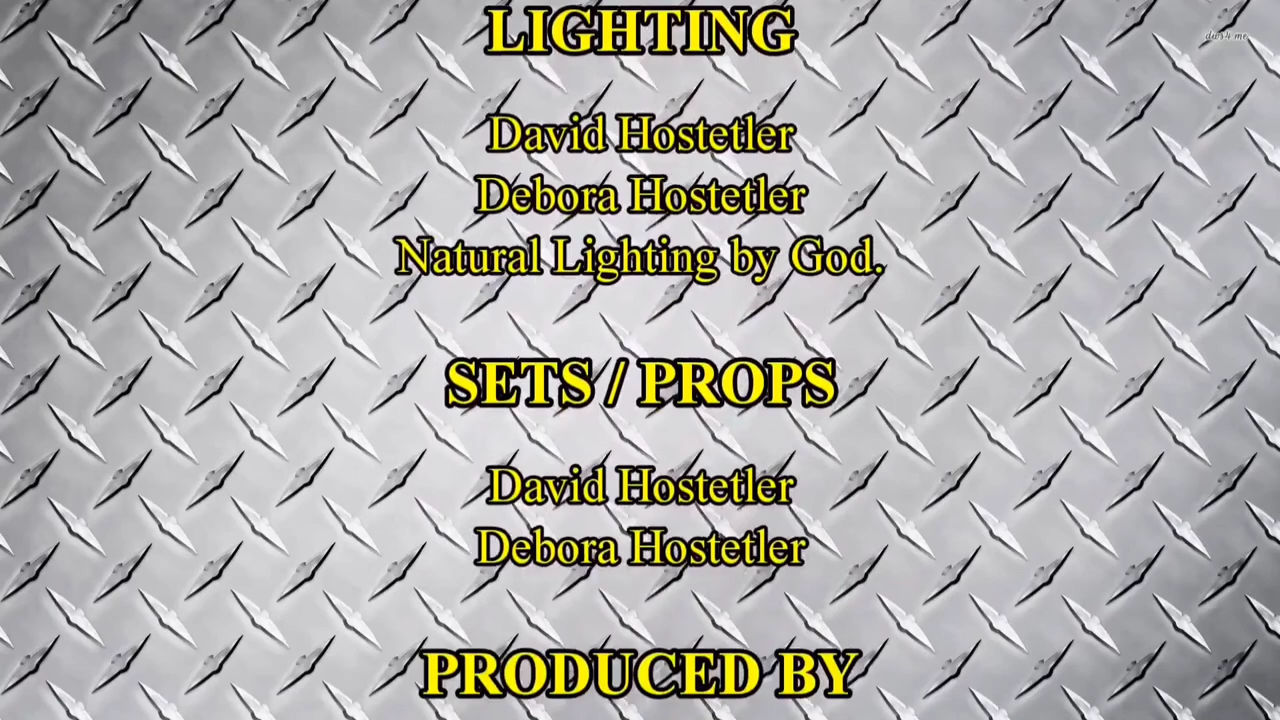 LIGHTING
David Hostetler
Debora Hostetler
Natural Lighting by God.
SETS / PROPS
David Hostetler
Debora Hostetler
PRODUCED BY